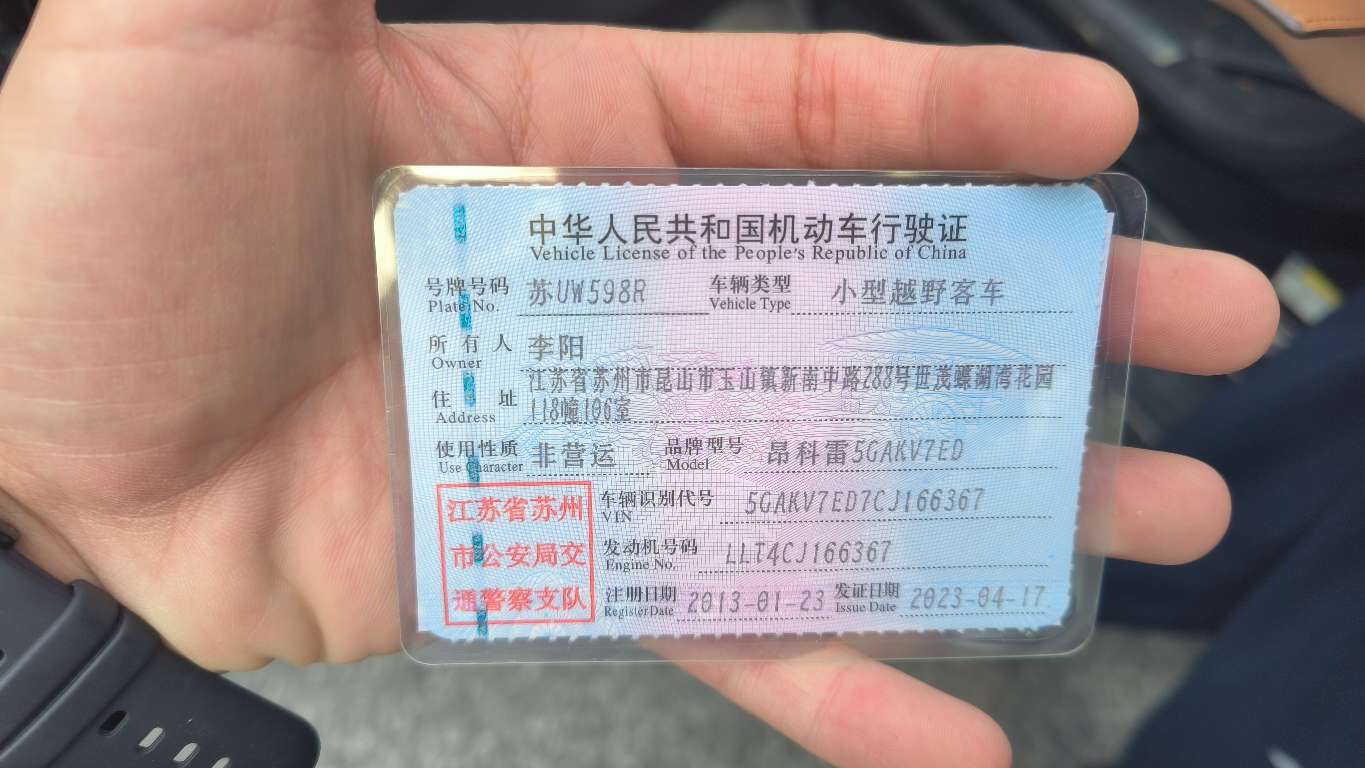 中华人民共和国机动车行驶证
Vehicle License of the People's Republic of China
号牌号码 苏UW598R 车辆类型 小型越野客车
Plate No. Vehicle Type
所有人 李阳
Owner
住址 江苏省苏州市昆山市玉山镇新南中路288号世茂蝶湖湾花园
Address 118幢106室
使用性质 非营运 品牌型号 昂科雷5GAKV7ED
Use Character Model
江苏省苏州
市公安局交
通警察支队
车辆识别代号 5GAKV7ED7CJ166367
VIN
发动机号码 LLT4CJ166367
Engine No.
注册日期 2013-01-23 发证日期 2023-04-17
Register Date Issue Date